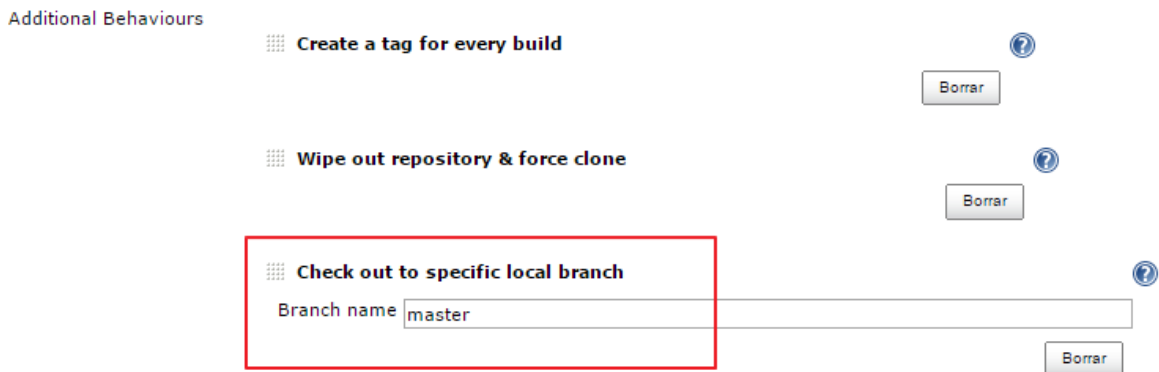 Additional Behaviours
Create a tag for every build
?
Borrar
Wipe out repository & force clone
?
Borrar
Check out to specific local branch
?
Branch name master
Borrar